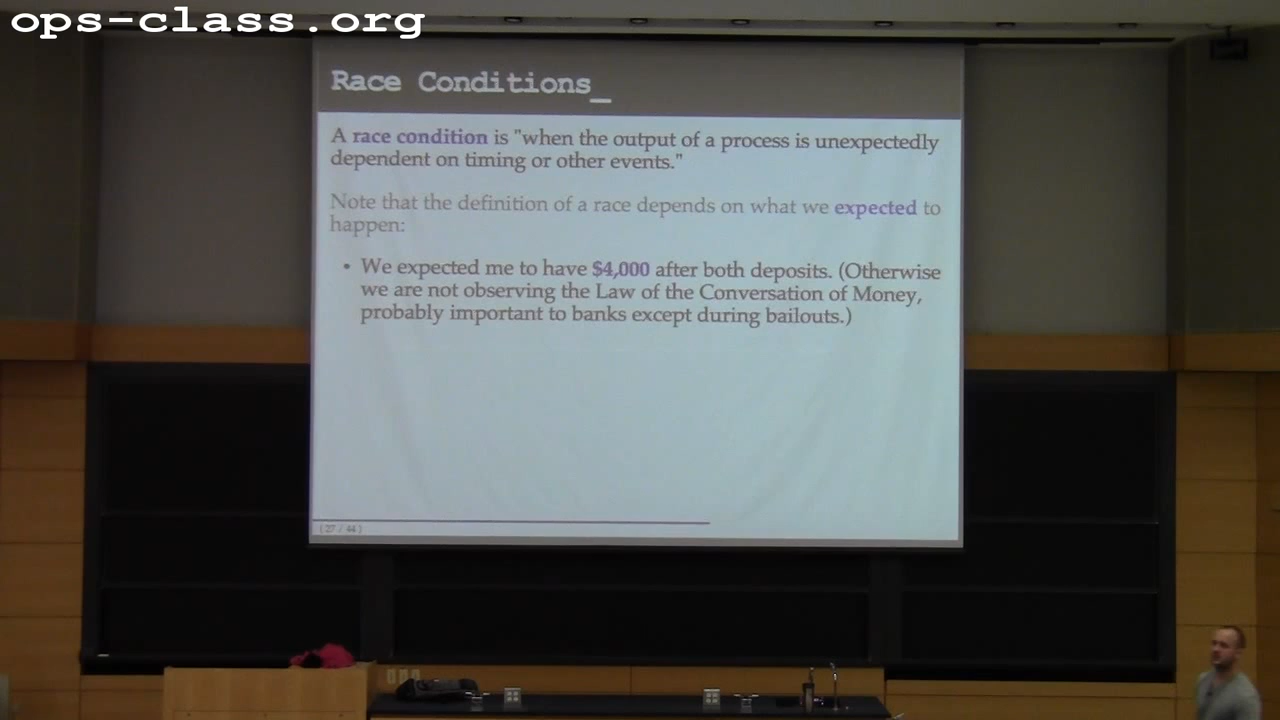 ops-class.org
Race Conditions_
A race condition is "when the output of a process is unexpectedly
dependent on timing or other events."
Note that the definition of a race depends on what we expected to
happen:
• We expected me to have $4,000 after both deposits. (Otherwise
we are not observing the Law of the Conversation of Money,
probably important to banks except during bailouts.)
(27 / 44)